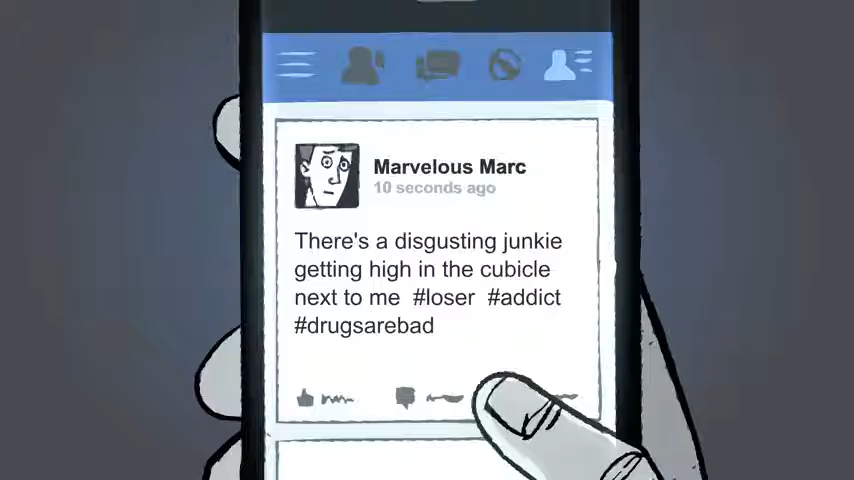 Marvelous Marc
10 seconds ago
There's a disgusting junkie
getting high in the cubicle
next to me #loser #addict
#drugsarebad